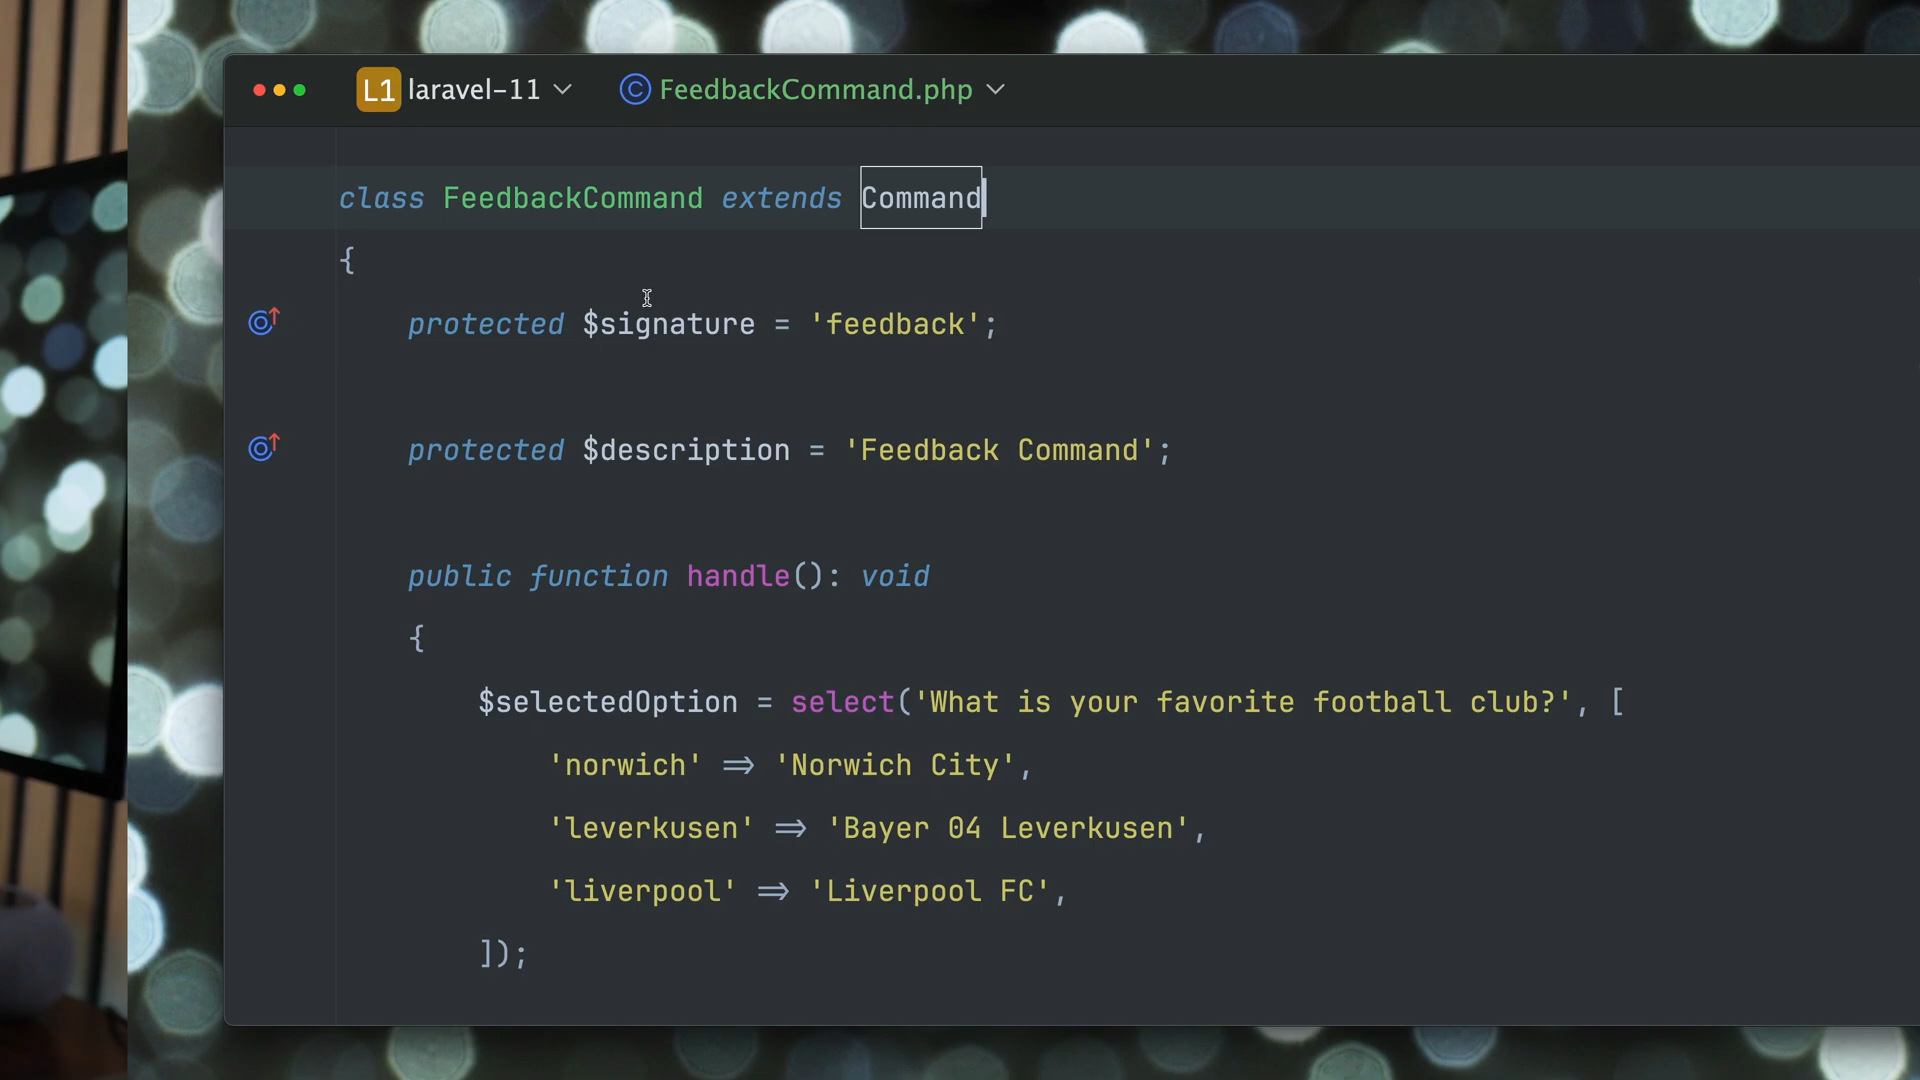 L1 laravel-11 FeedbackCommand.php
class FeedbackCommand extends Command
{
protected $signature = 'feedback';
protected $description = 'Feedback Command';
public function handle(): void
{
$selectedOption = select('What is your favorite football club?', [
'norwich' => 'Norwich City',
'leverkusen' => 'Bayer 04 Leverkusen',
'liverpool' => 'Liverpool FC',
]);